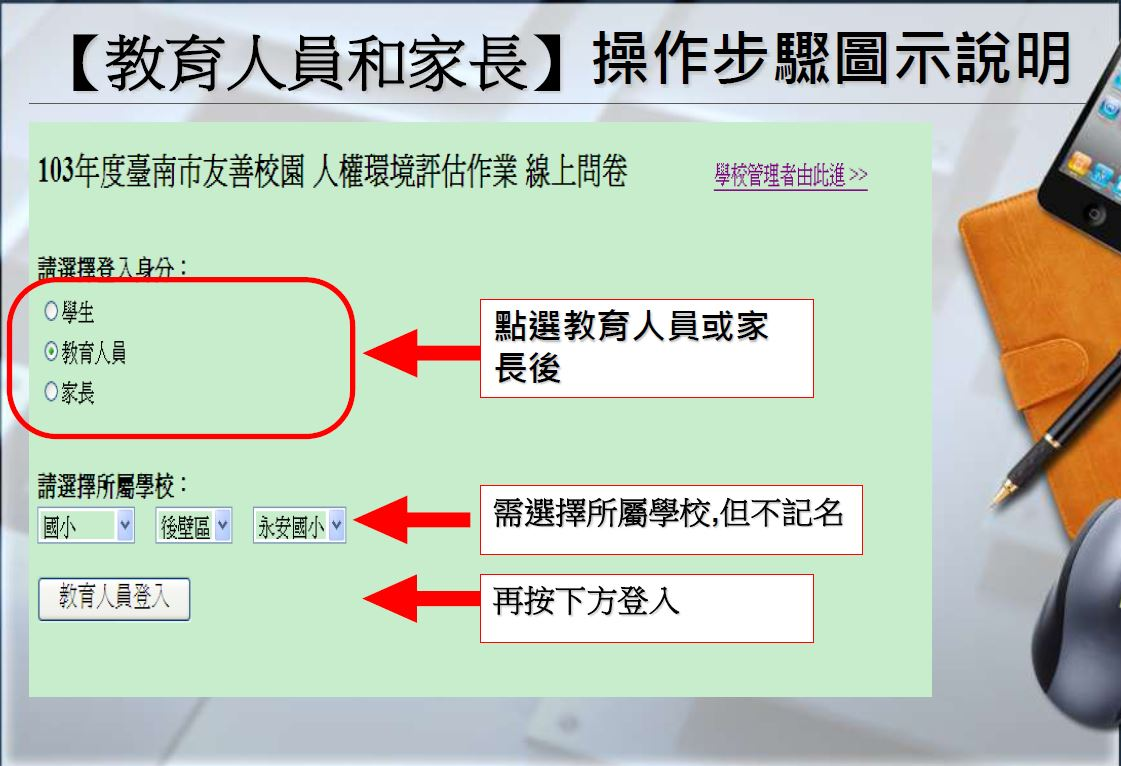 【教育人員和家長】操作步驟圖示說明
103年度臺南市友善校園 人權環境評估作業 線上問卷
學校管理者由此進 >>
請選擇登入身分：
學生
教育人員
家長
點選教育人員或家
長後
請選擇所屬學校：
國小 後壁區 永安國小
需選擇所屬學校,但不記名
教育人員登入
再按下方登入